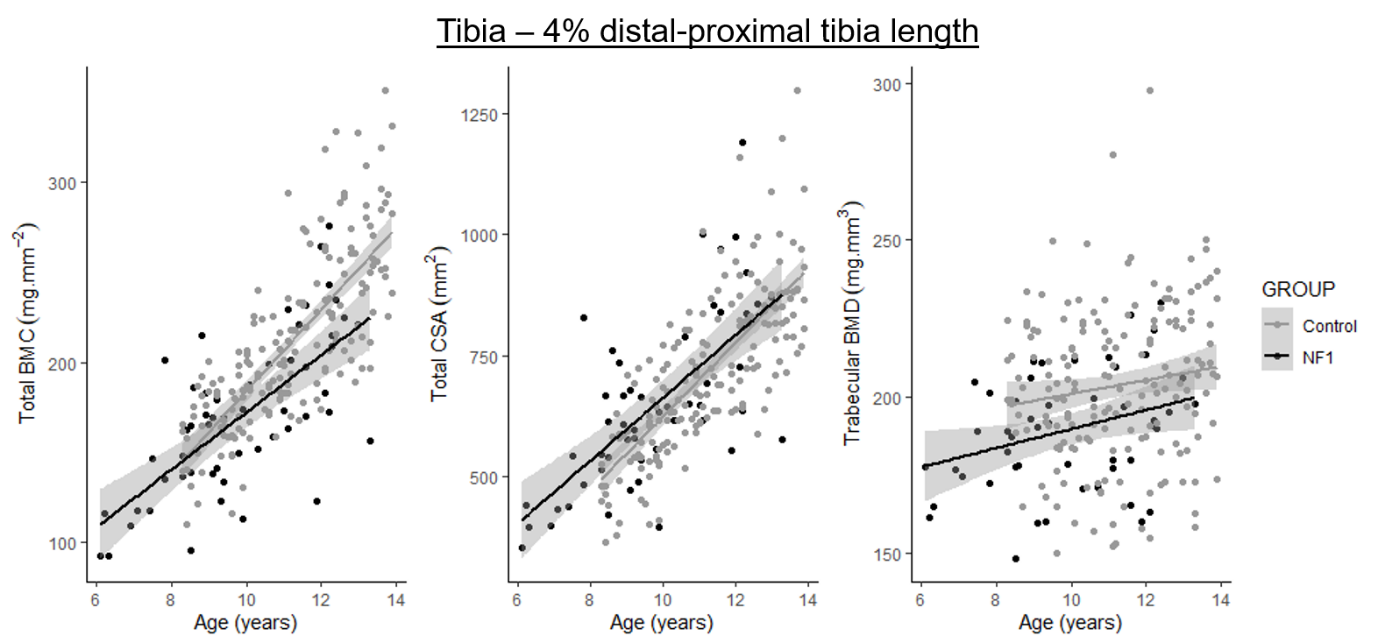 Tibia – 4% distal-proximal tibia length
Total BMC (mg.mm⁻²)
300
200
100
6 8 10 12 14
Age (years)
Total CSA (mm²)
1250
1000
750
500
6 8 10 12 14
Age (years)
Trabecular BMD (mg.mm³)
300
250
200
150
6 8 10 12 14
Age (years)
GROUP
Control
NF1